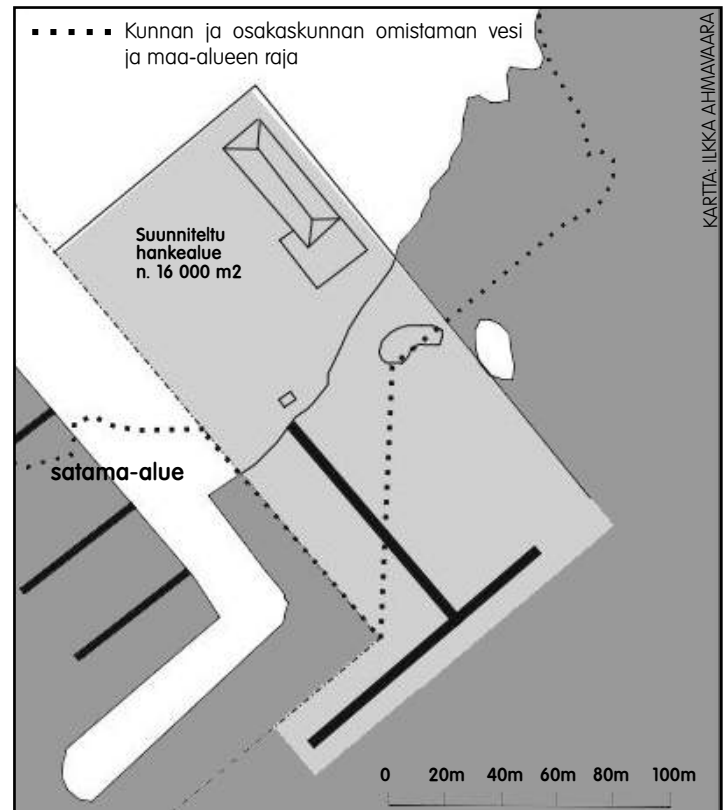 Kunnan ja osakaskunnan omistaman vesi
ja maa-alueen raja
KARTTA: ILKKA AHMAVAARA
Suunniteltu
hankealue
n. 16 000 m2
satama-alue
0 20m 40m 60m 80m 100m